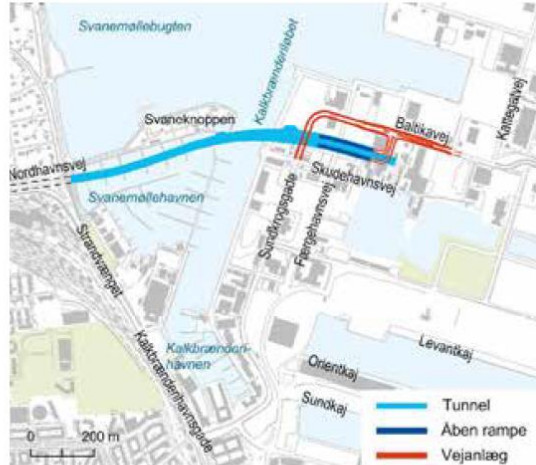 Svanemøllebugten
Kalkbrænderiløbet
Svaneknoppen
Baltikavej
Kattegatvej
Nordhavnsvej
Skudehavnsvej
Svanemøllehavnen
Sundkrogsgade
Færgehavnsvej
Strandvænget
Kalkbrænderihavnsgade
Kalkbrænderi-
havnen
Levantkaj
Orientkaj
Sundkaj
0 200 m
Tunnel
Åben rampe
Vejanlæg